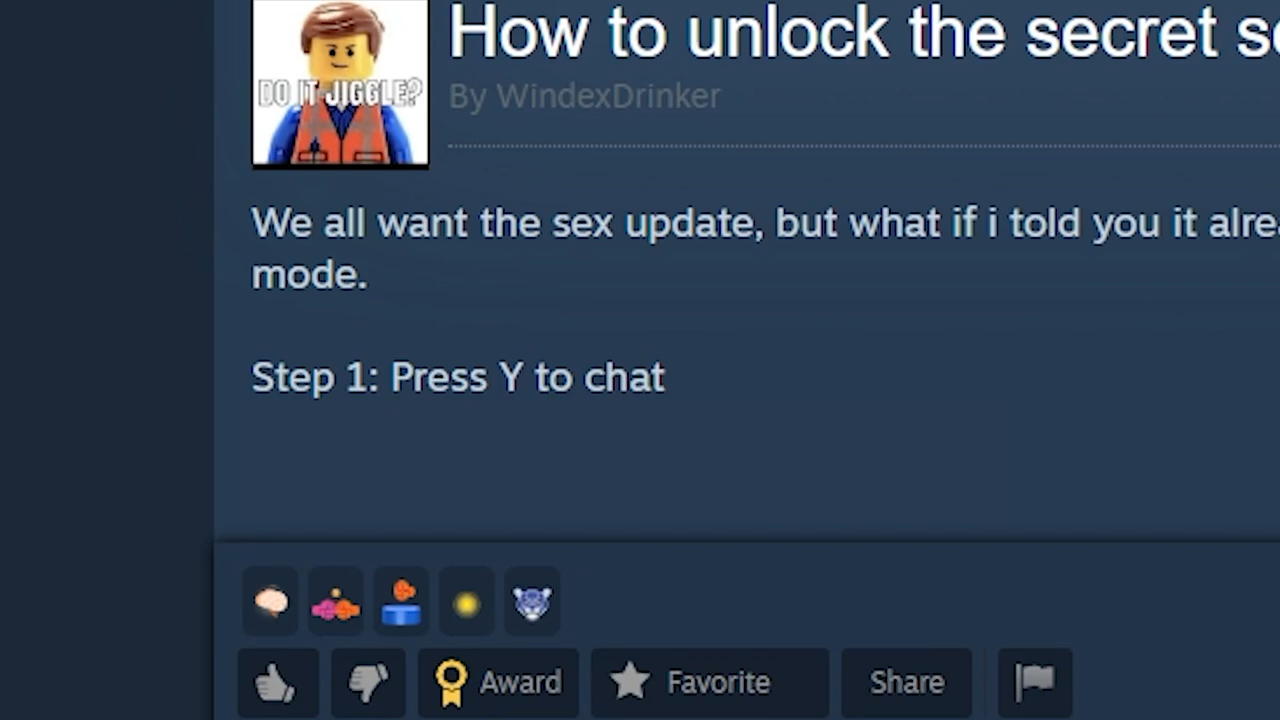 How to unlock the secret se
DO IT JIGGLE?
By WindexDrinker
We all want the sex update, but what if i told you it alrea
mode.
Step 1: Press Y to chat
Award
Favorite
Share